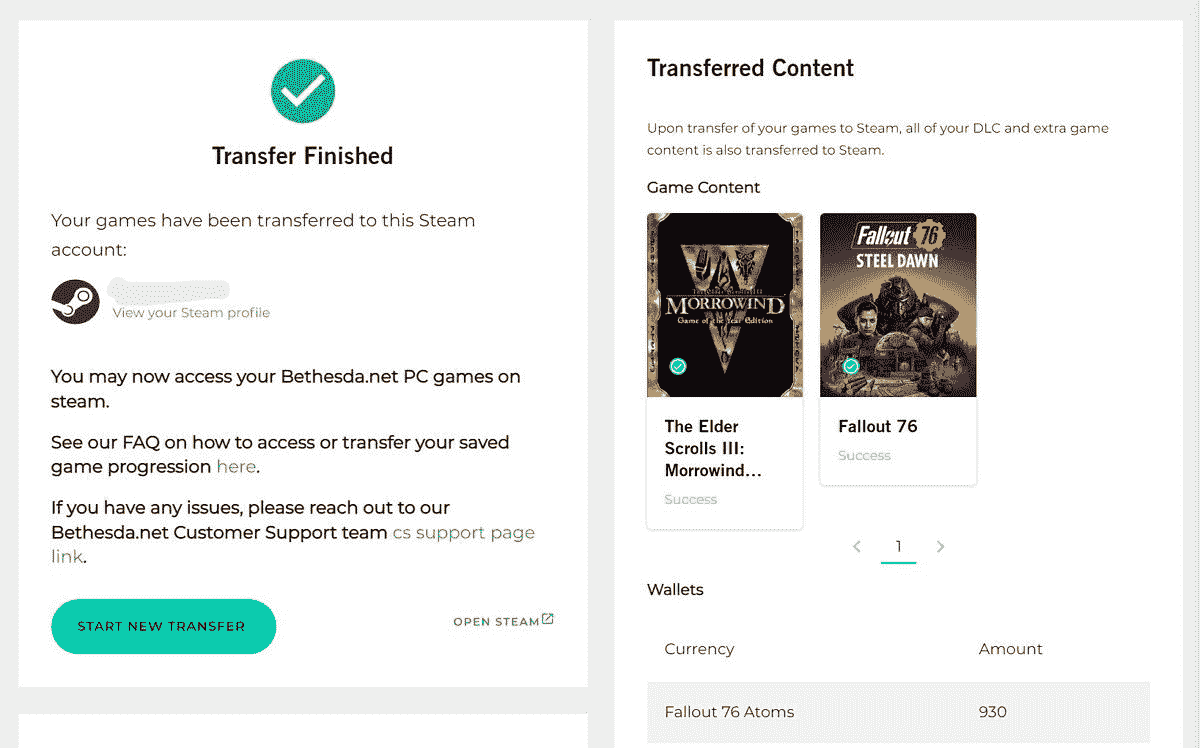 Transfer Finished
Your games have been transferred to this Steam
account:
View your Steam profile
You may now access your Bethesda.net PC games on
steam.
See our FAQ on how to access or transfer your saved
game progression here.
If you have any issues, please reach out to our
Bethesda.net Customer Support team cs support page
link.
START NEW TRANSFER
OPEN STEAM
Transferred Content
Upon transfer of your games to Steam, all of your DLC and extra game
content is also transferred to Steam.
Game Content
The Elder Scrolls III
MORROWIND
Game of the Year Edition
Fallout 76
STEEL DAWN
The Elder
Scrolls III:
Morrowind...
Success
Fallout 76
Success
1
Wallets
Currency Amount
Fallout 76 Atoms 930